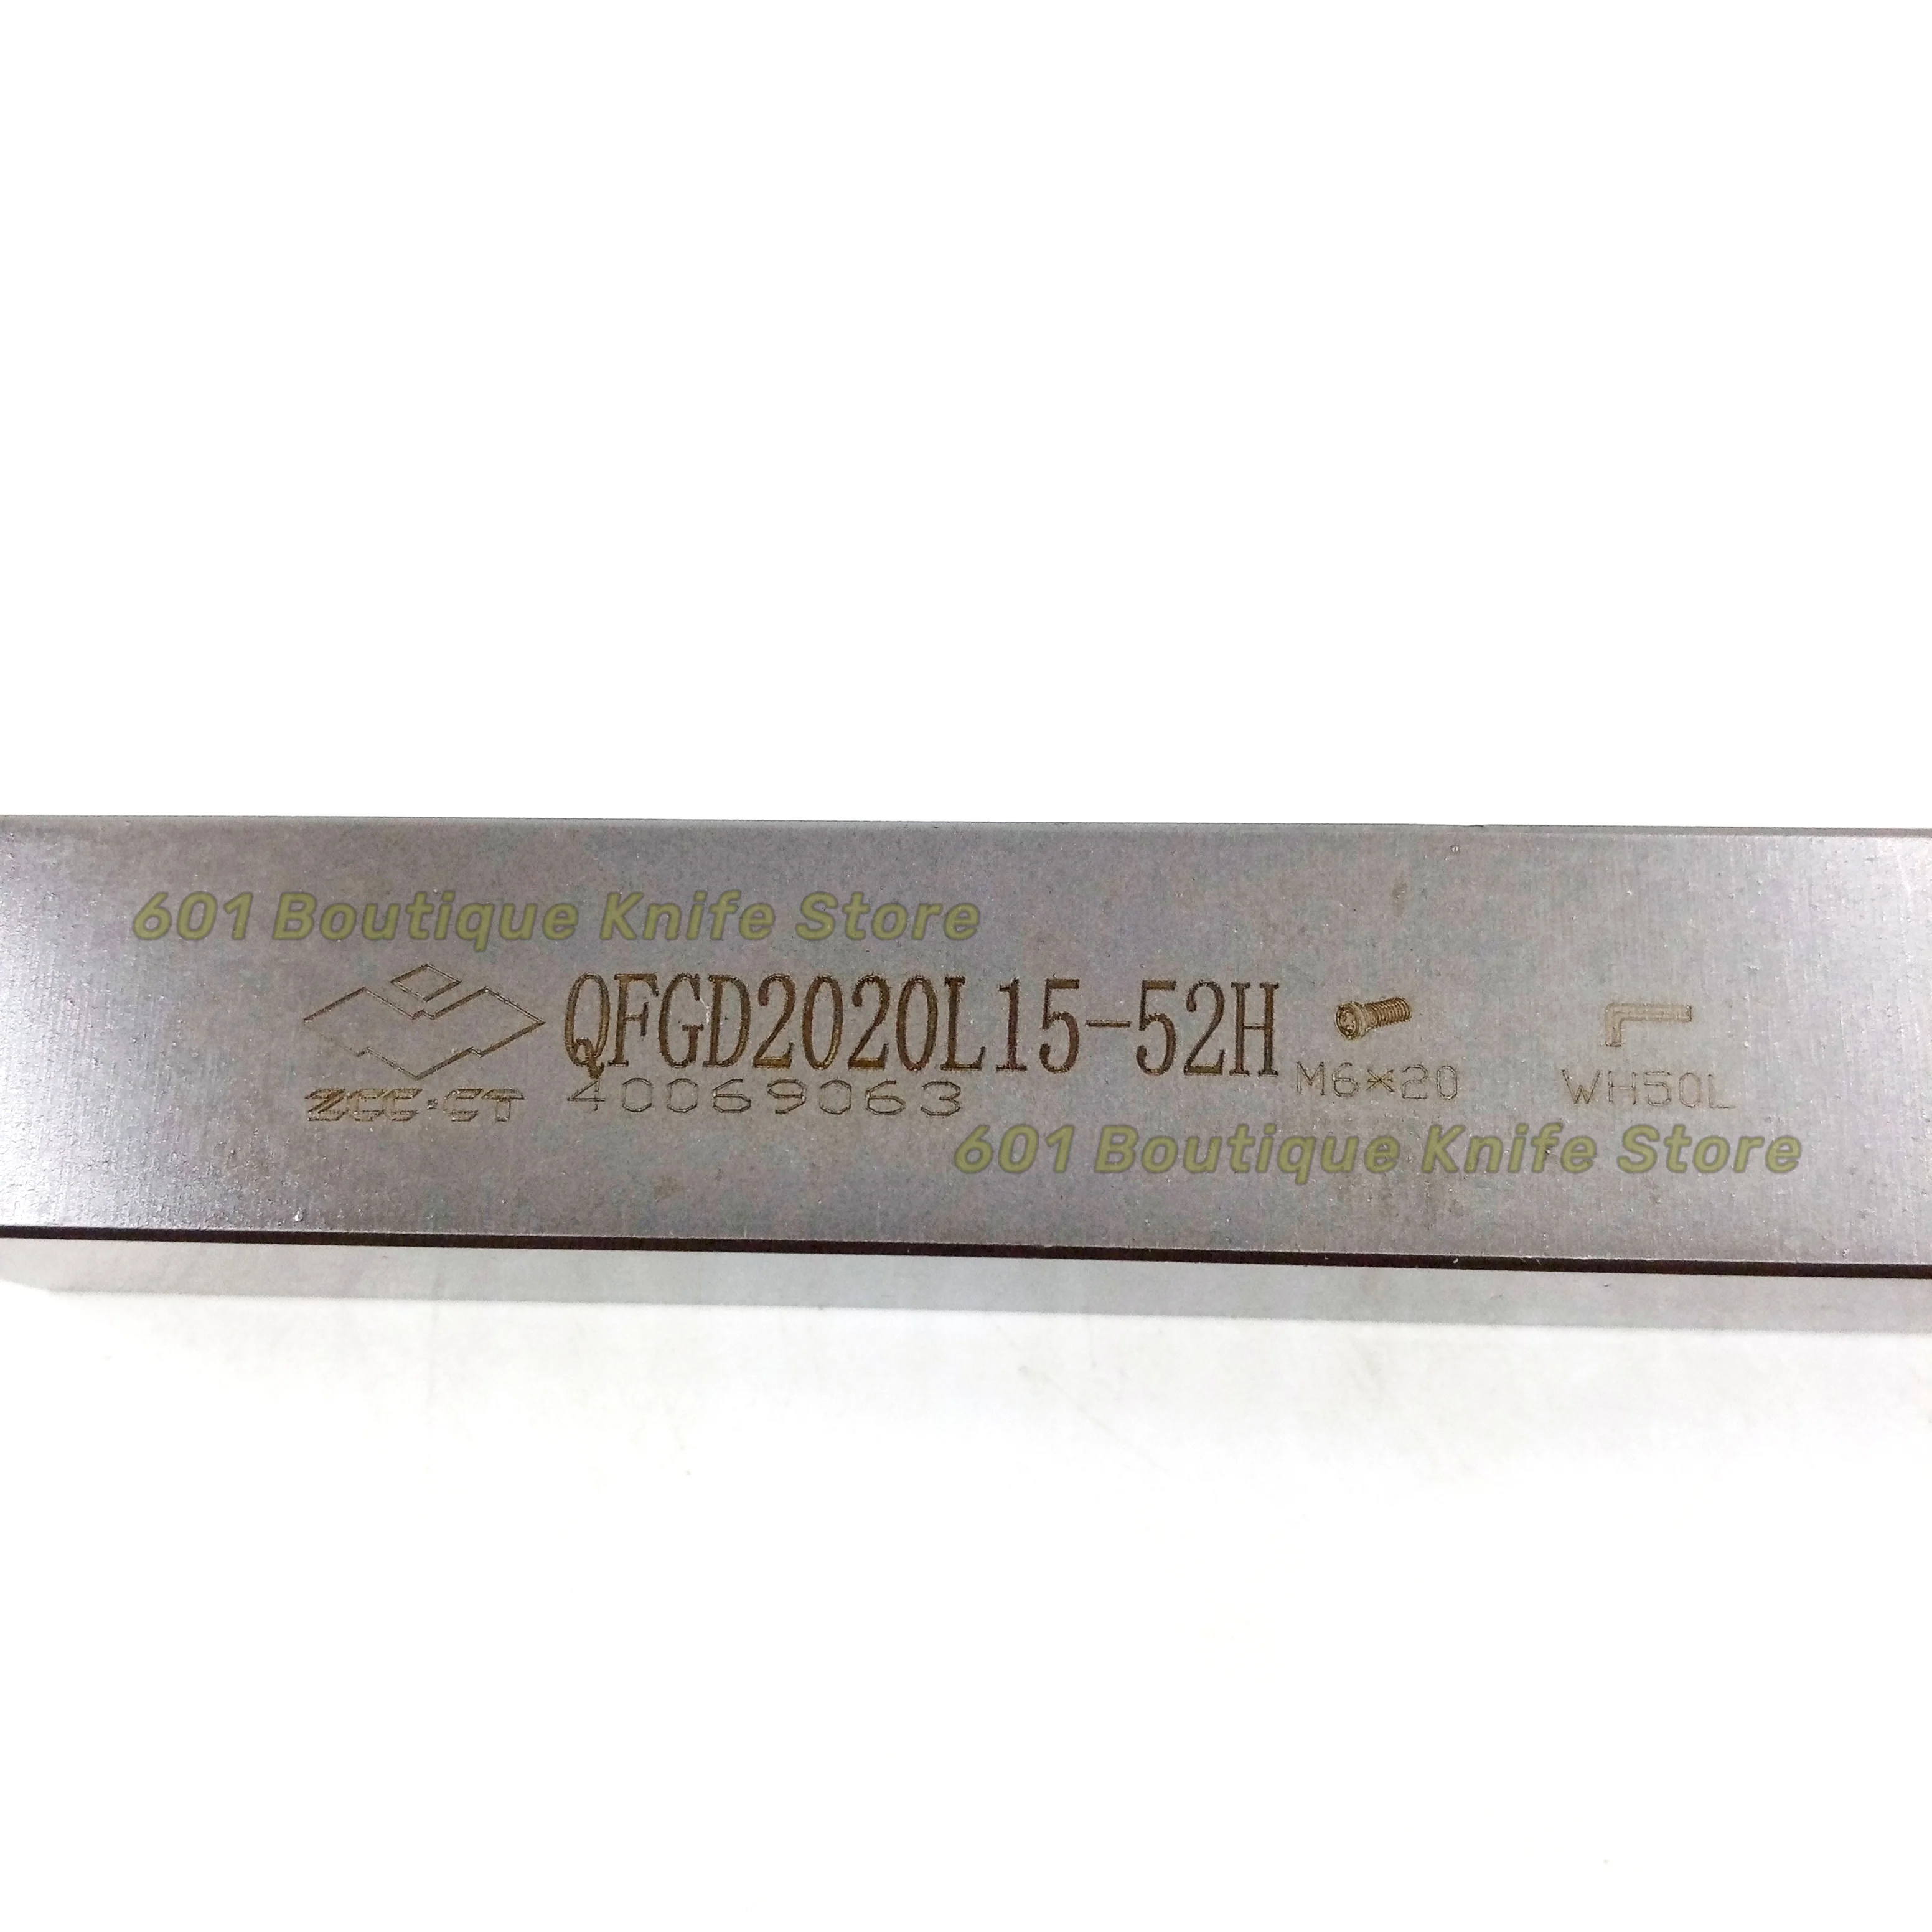 601 Boutique Knife Store
QFGD2020L15-52H
ZCC·CT 40069063 M6×20 WH50L
601 Boutique Knife Store